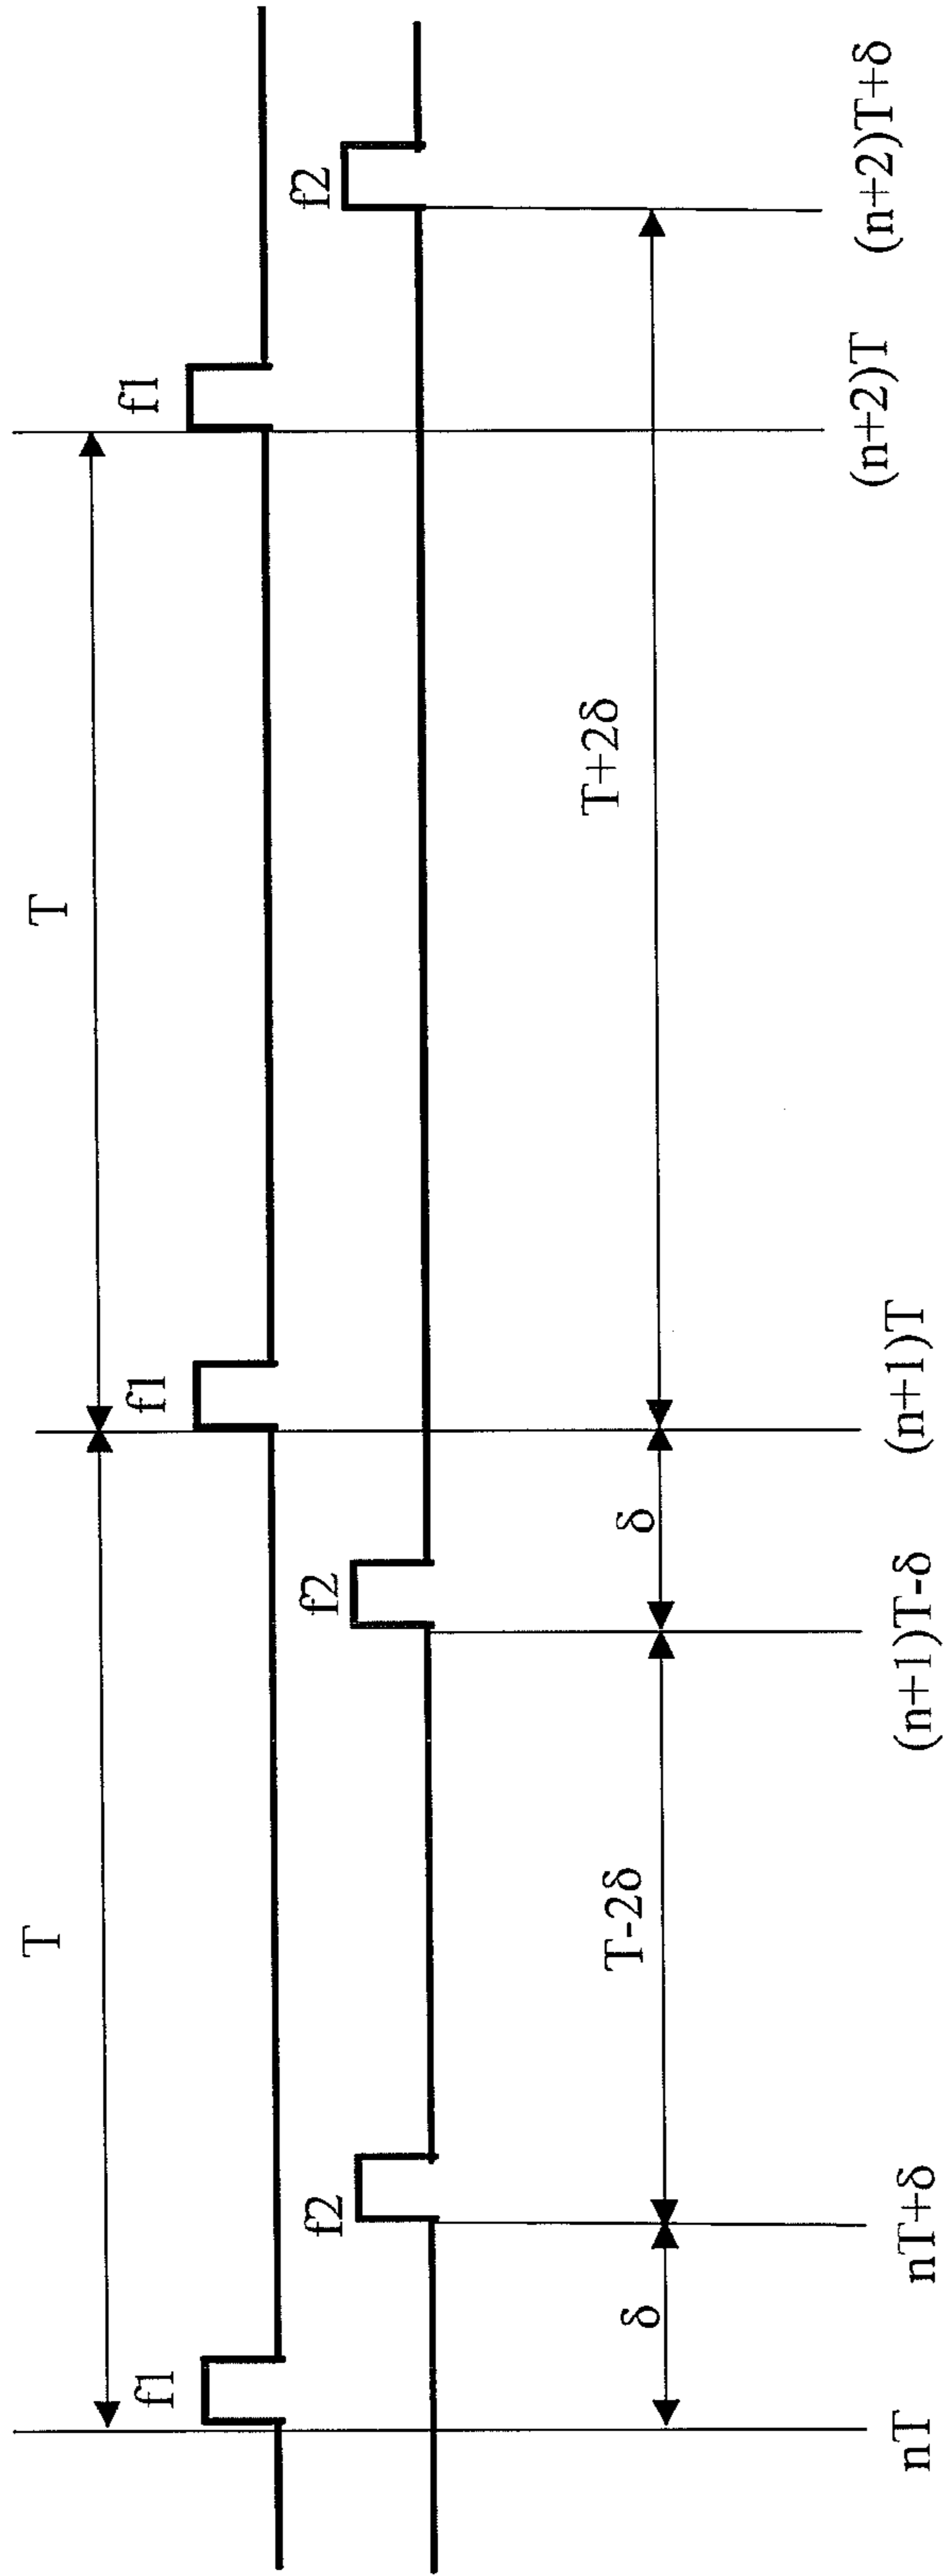 T T
f1 f1 f1
f2 f2 f2
δ T-2δ δ T+2δ
nT nT+δ (n+1)T-δ (n+1)T (n+2)T (n+2)T+δ